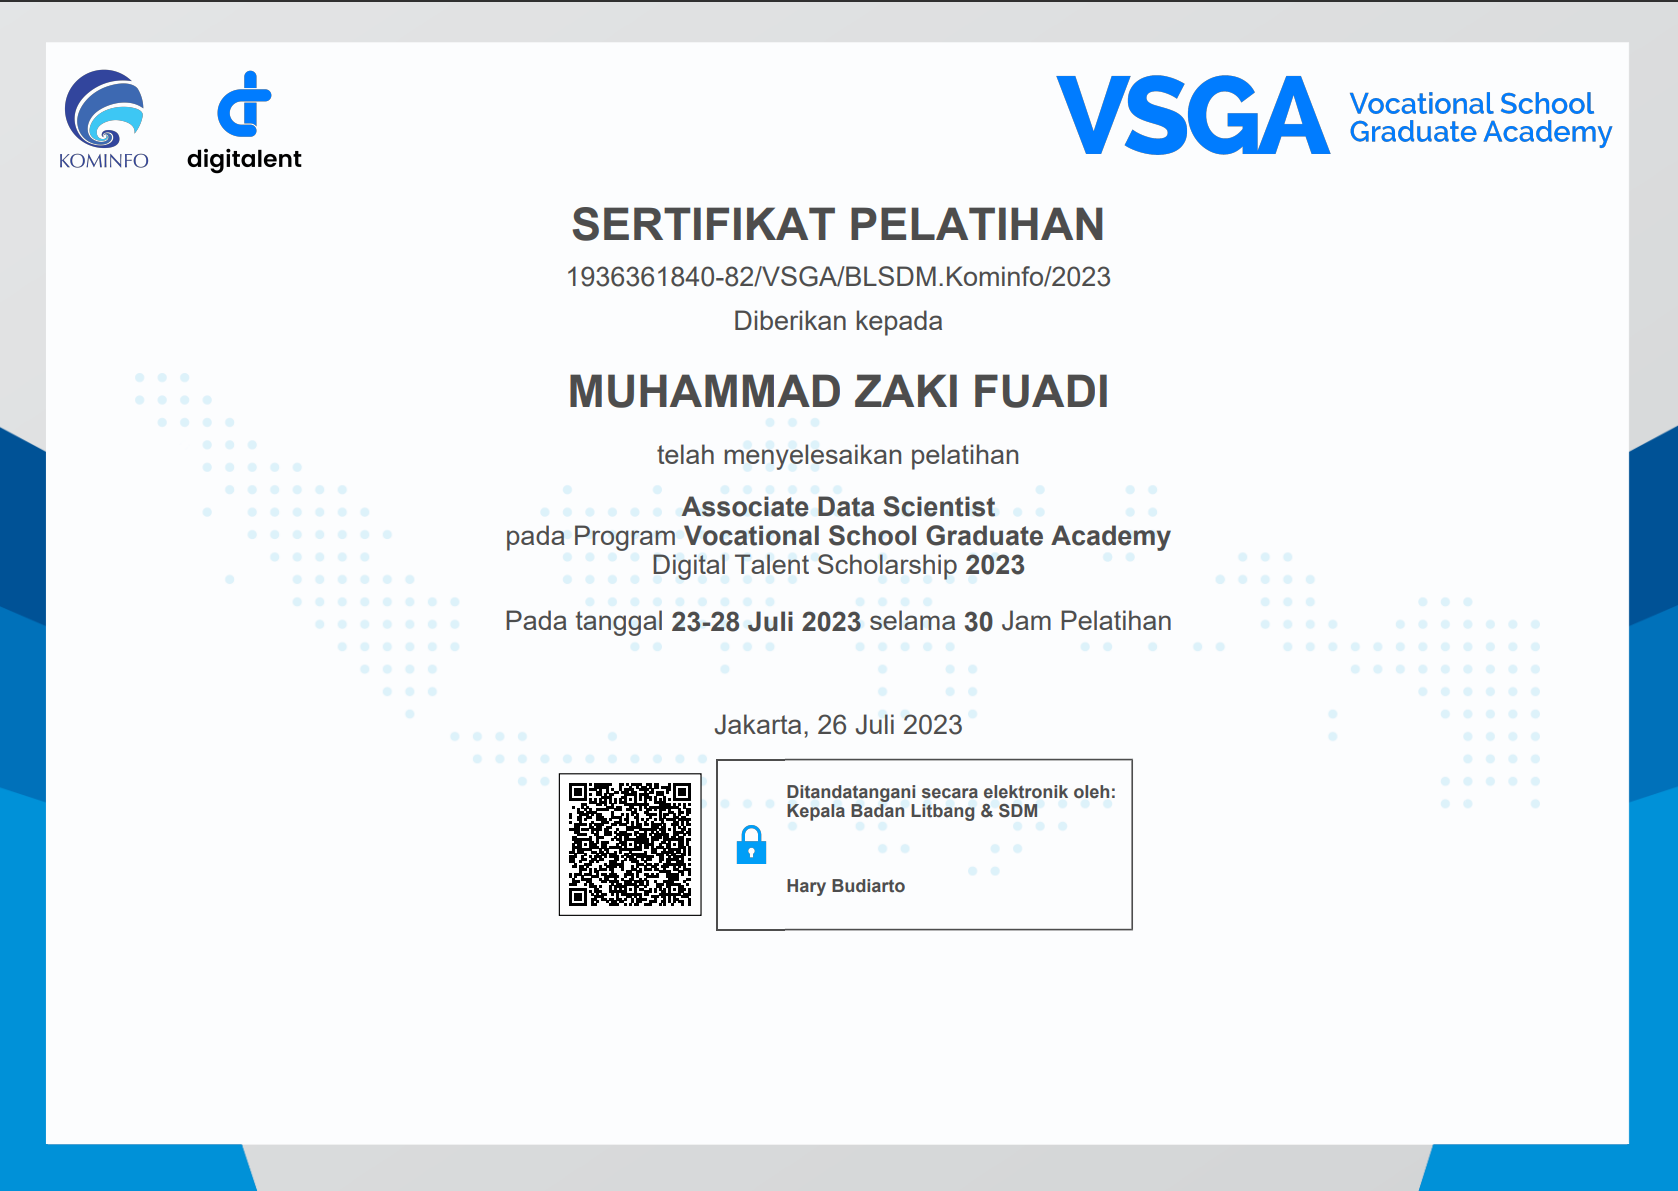 KOMINFO
digitalent
VSGA
Vocational School
Graduate Academy
SERTIFIKAT PELATIHAN
1936361840-82/VSGA/BLSDM.Kominfo/2023
Diberikan kepada
MUHAMMAD ZAKI FUADI
telah menyelesaikan pelatihan
Associate Data Scientist
pada Program Vocational School Graduate Academy
Digital Talent Scholarship 2023
Pada tanggal 23-28 Juli 2023 selama 30 Jam Pelatihan
Jakarta, 26 Juli 2023
Ditandatangani secara elektronik oleh:
Kepala Badan Litbang & SDM
Hary Budiarto